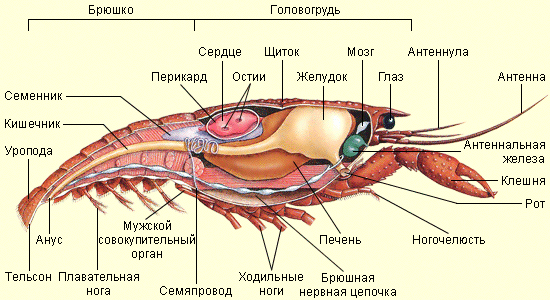 Брюшко
Головогрудь
Сердце
Щиток
Мозг
Антеннула
Перикард
Остии
Желудок
Глаз
Антенна
Семенник
Кишечник
Уропода
Антеннальная
железа
Клешня
Рот
Анус
Мужской
совокупительный
орган
Печень
Ногочелюсть
Тельсон
Плавательная
нога
Семяпровод
Ходильные
ноги
Брюшная
нервная цепочка